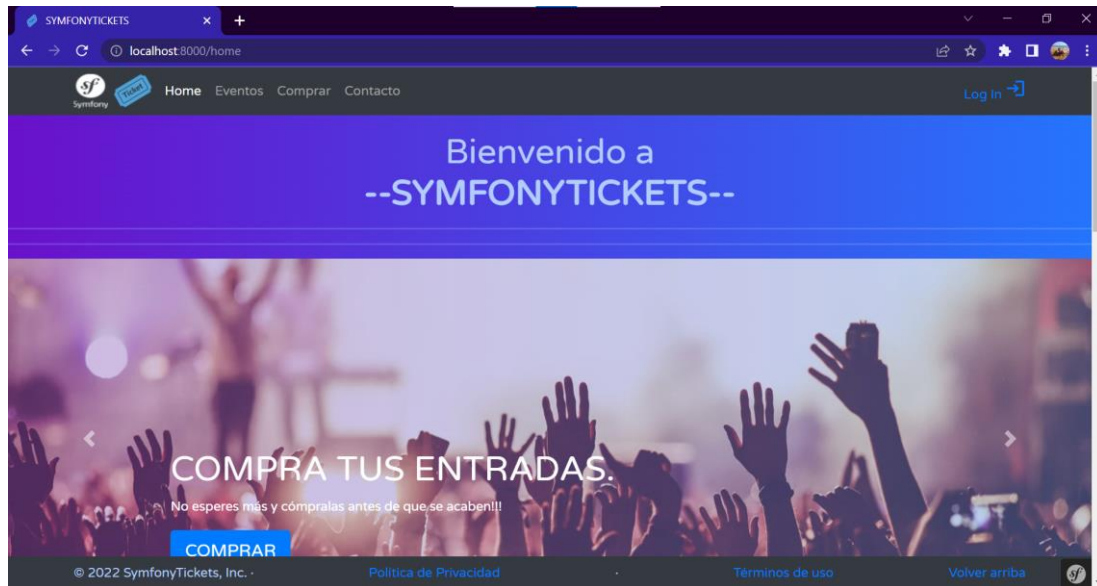 SYMFONYTICKETS
localhost:8000/home
Symfony Ticket Home Eventos Comprar Contacto Log in
Bienvenido a
--SYMFONYTICKETS--
COMPRA TUS ENTRADAS.
No esperes más y cómpralas antes de que se acaben!!!
COMPRAR
© 2022 SymfonyTickets, Inc. · Política de Privacidad · Términos de uso Volver arriba